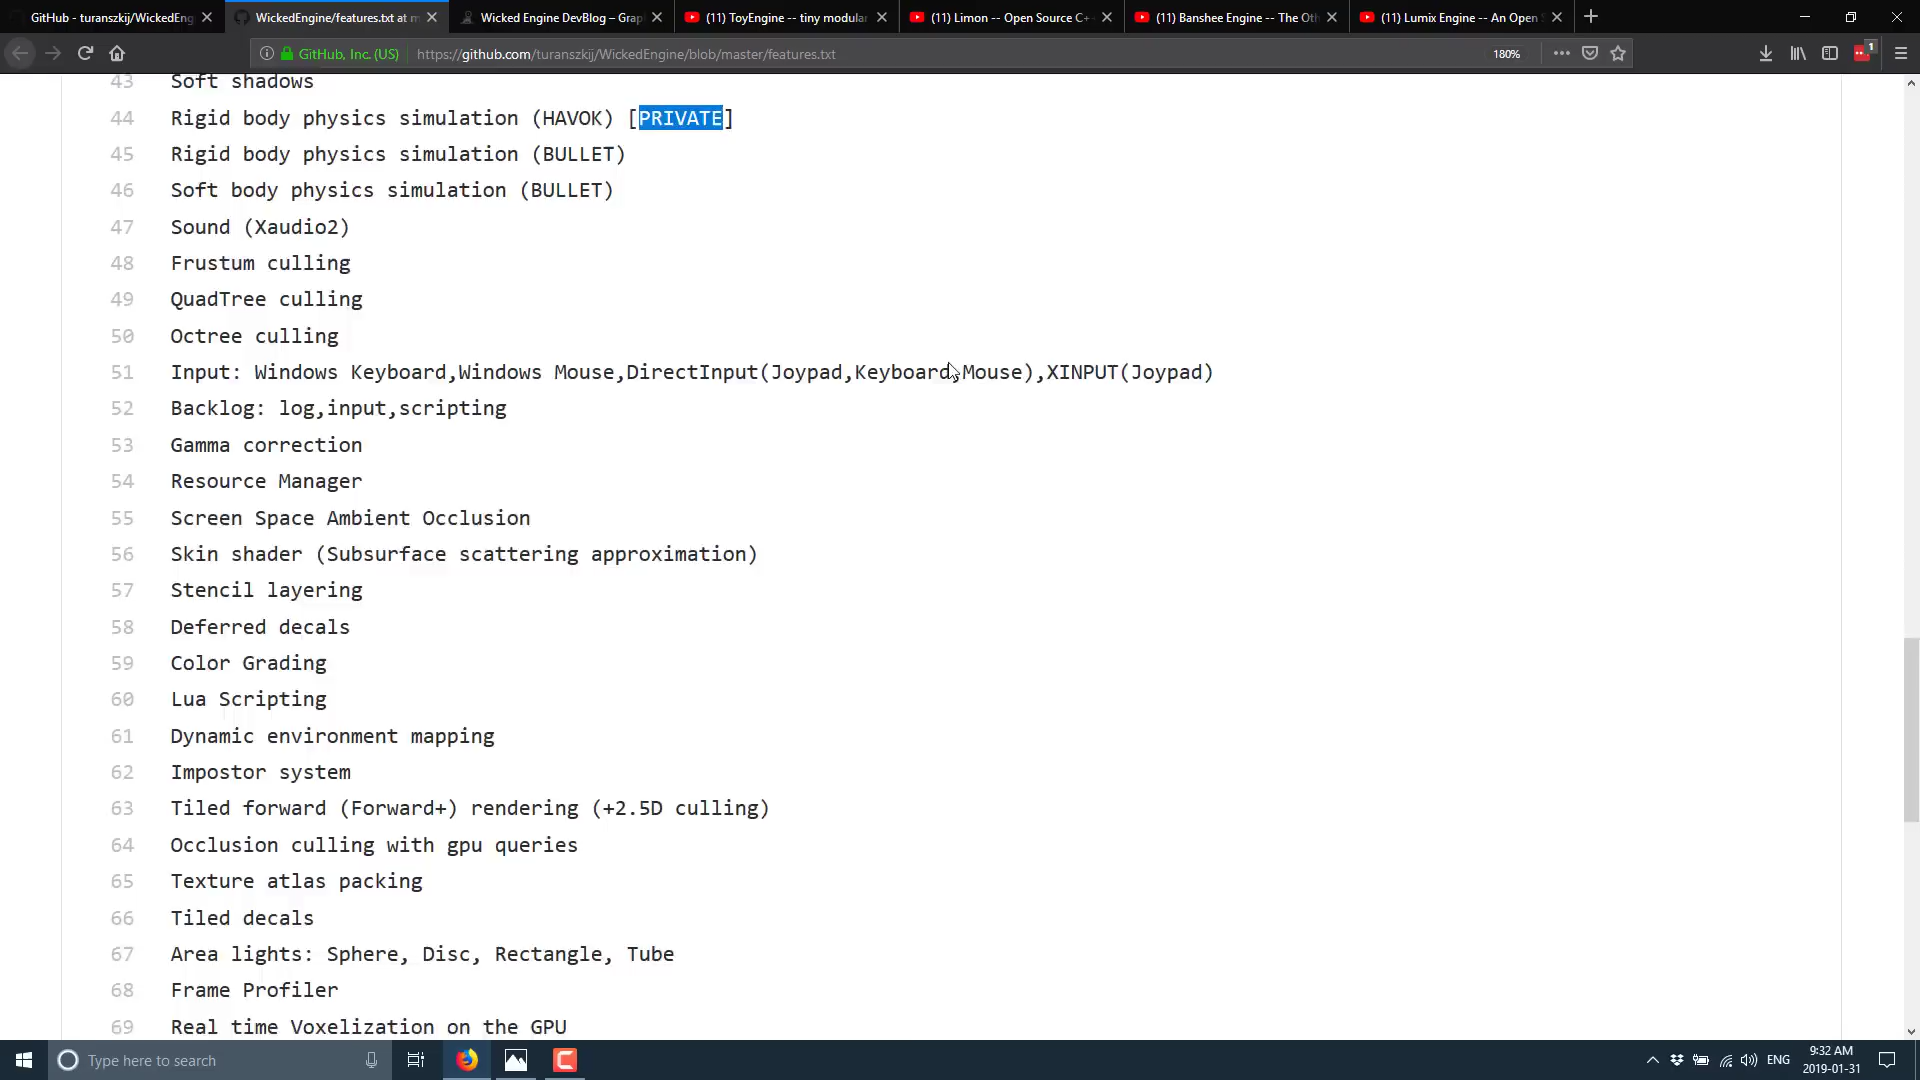 GitHub - turanszkij/WickedEng
WickedEngine/features.txt at m
Wicked Engine DevBlog – Grap
(11) ToyEngine -- tiny modular
(11) Limon -- Open Source C+
(11) Banshee Engine -- The Oth
(11) Lumix Engine -- An Open S
GitHub, Inc. (US)
https://github.com/turanszkij/WickedEngine/blob/master/features.txt
180%
1
43 Soft shadows
44 Rigid body physics simulation (HAVOK) [PRIVATE]
45 Rigid body physics simulation (BULLET)
46 Soft body physics simulation (BULLET)
47 Sound (Xaudio2)
48 Frustum culling
49 QuadTree culling
50 Octree culling
51 Input: Windows Keyboard,Windows Mouse,DirectInput(Joypad,Keyboard,Mouse),XINPUT(Joypad)
52 Backlog: log,input,scripting
53 Gamma correction
54 Resource Manager
55 Screen Space Ambient Occlusion
56 Skin shader (Subsurface scattering approximation)
57 Stencil layering
58 Deferred decals
59 Color Grading
60 Lua Scripting
61 Dynamic environment mapping
62 Impostor system
63 Tiled forward (Forward+) rendering (+2.5D culling)
64 Occlusion culling with gpu queries
65 Texture atlas packing
66 Tiled decals
67 Area lights: Sphere, Disc, Rectangle, Tube
68 Frame Profiler
69 Real time Voxelization on the GPU
Type here to search
ENG
9:32 AM
2019-01-31